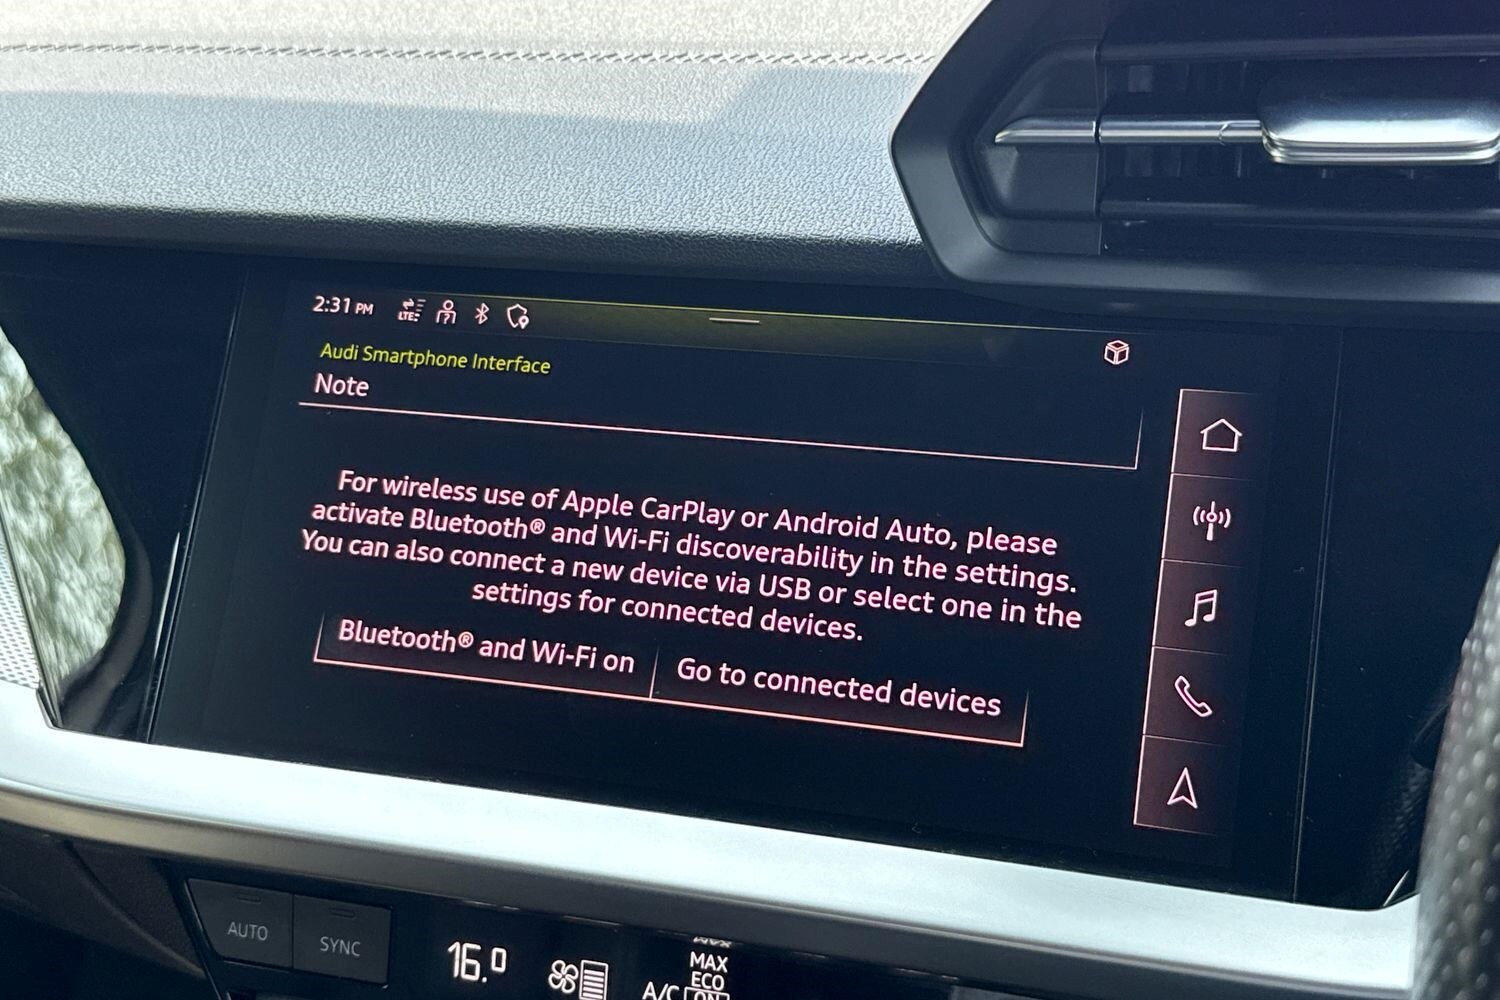 2:31 PM LTE
Audi Smartphone Interface
Note
For wireless use of Apple CarPlay or Android Auto, please
activate Bluetooth® and Wi-Fi discoverability in the settings.
You can also connect a new device via USB or select one in the
settings for connected devices.
Bluetooth® and Wi-Fi on
Go to connected devices
AUTO
SYNC
16.0
A/C
MAX
ECO
ON